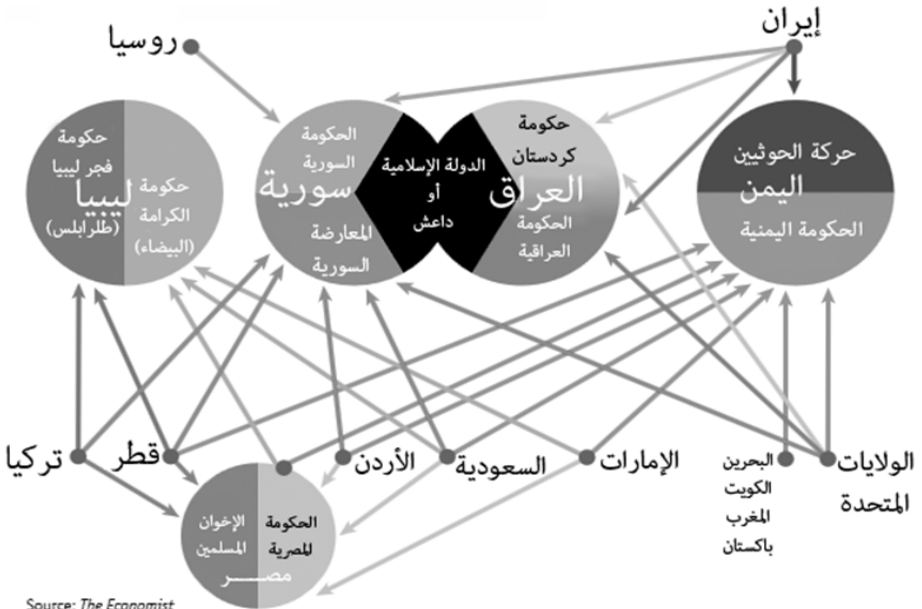 إيران
روسيا
حكومة
فجر ليبيا
ليبيا
(طلرابلس)
حكومة
الكرامة
(البيضاء)
الحكومة
السورية
سورية
المعارضة
السورية
الدولة الإسلامية
أو
داعش
حكومة
كردستان
العراق
الحكومة
العراقية
حركة الحوثيين
اليمن
الحكومة اليمنية
تركيا
قطر
الأردن
السعودية
الإمارات
البحرين
الكويت
المغرب
باكستان
الولايات
المتحدة
الإخوان
المسلمين
الحكومة
المصرية
مصــــــر
Source: The Economist